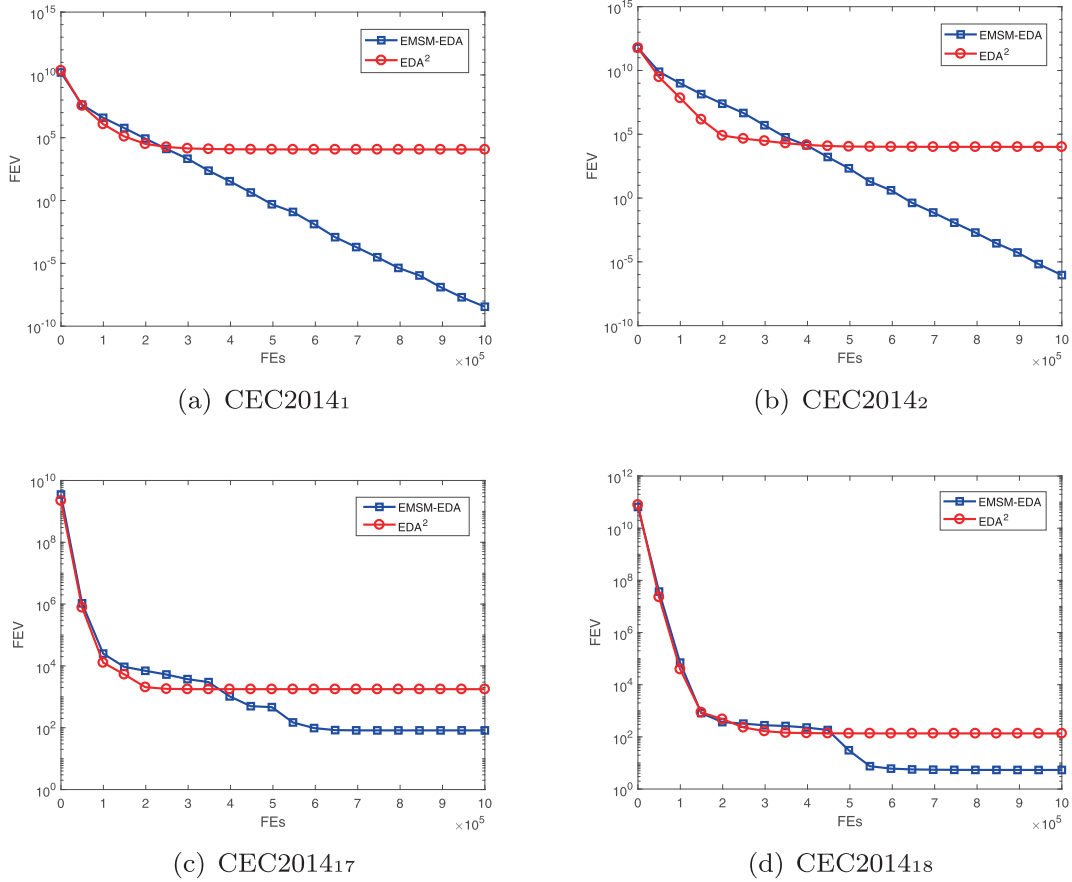 10^15
10^10
10^5
10^0
10^-5
10^-10
FEV
EMSM-EDA
EDA^2
0 1 2 3 4 5 6 7 8 9 10
FEs
×10^5
(a) CEC2014₁
10^15
10^10
10^5
10^0
10^-5
10^-10
FEV
EMSM-EDA
EDA^2
0 1 2 3 4 5 6 7 8 9 10
FEs
×10^5
(b) CEC2014₂
10^10
10^8
10^6
10^4
10^2
10^0
FEV
EMSM-EDA
EDA^2
0 1 2 3 4 5 6 7 8 9 10
FEs
×10^5
(c) CEC2014₁₇
10^12
10^10
10^8
10^6
10^4
10^2
10^0
FEV
EMSM-EDA
EDA^2
0 1 2 3 4 5 6 7 8 9 10
FEs
×10^5
(d) CEC2014₁₈